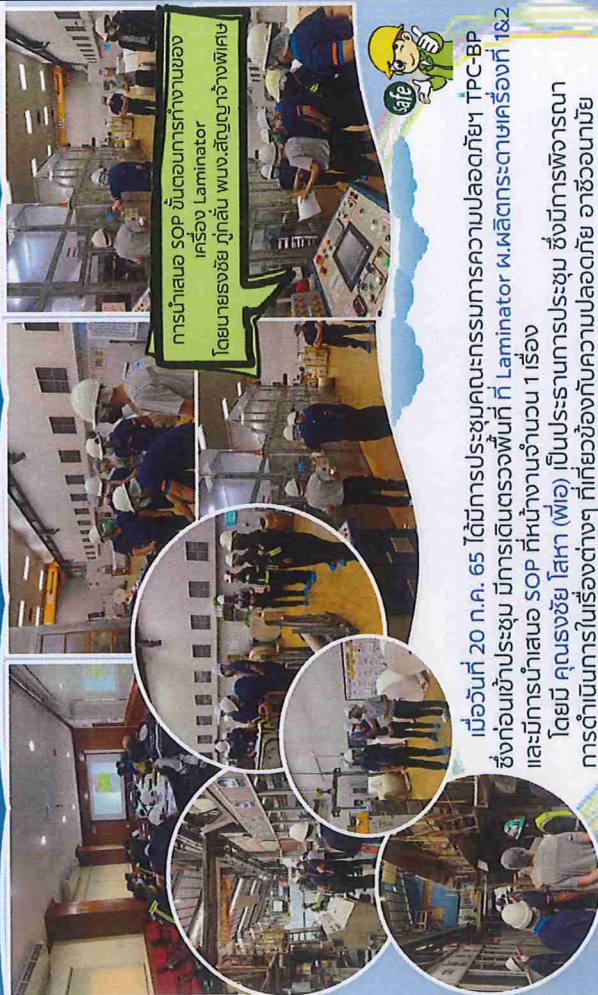 การนำเสนอ SOP ขั้นตอนการทำงานของ
เครื่อง Laminator
โดยนายธงชัย ภู่กลั่น พนง.สัญญาจ้างพิเศษ
Safe
เมื่อวันที่ 20 ก.ค. 65 ได้มีการประชุมคณะกรรมการความปลอดภัยฯ TPC-BP
ซึ่งก่อนเข้าประชุม มีการเดินตรวจพื้นที่ ที่ Laminator ผ.ผลิตกระดาษเครื่องที่ 1&2
และมีการนำเสนอ SOP ที่หน้างานจำนวน 1 เรื่อง
โดยมี คุณธงชัย โสหา (พี่เอ) เป็นประธานการประชุม ซึ่งมีการพิจารณา
การดำเนินการในเรื่องต่างๆ ที่เกี่ยวข้องกับความปลอดภัย อาชีวอนามัย